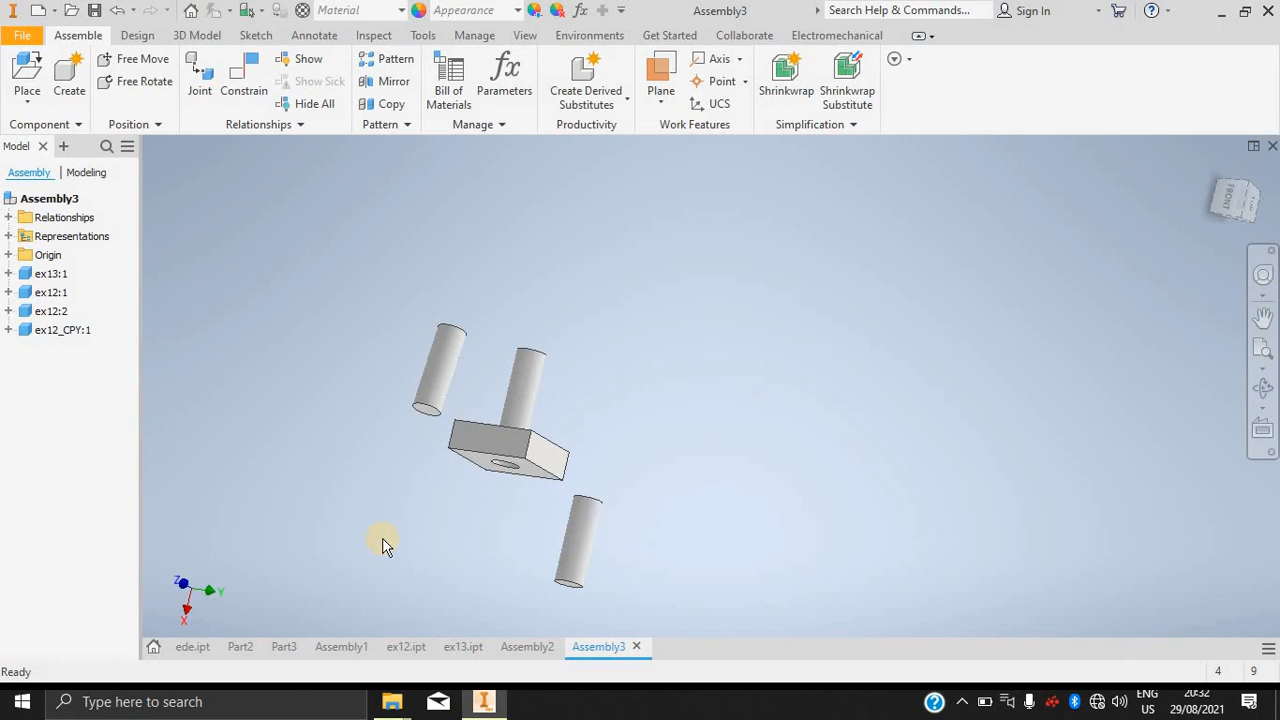 Material
Appearance
Assembly3
Search Help & Commands...
Sign In
File
Assemble
Design
3D Model
Sketch
Annotate
Inspect
Tools
Manage
View
Environments
Get Started
Collaborate
Electromechanical
Place
Create
Free Move
Free Rotate
Joint
Constrain
Show
Show Sick
Hide All
Pattern
Mirror
Copy
Bill of
Materials
fx
Parameters
Create Derived
Substitutes
Plane
Axis
Point
UCS
Shrinkwrap
Shrinkwrap
Substitute
Component
Position
Relationships
Pattern
Manage
Productivity
Work Features
Simplification
Model
Assembly
Modeling
Assembly3
Relationships
Representations
Origin
ex13:1
ex12:1
ex12:2
ex12_CPY:1
FRONT
Z
Y
X
ede.ipt
Part2
Part3
Assembly1
ex12.ipt
ex13.ipt
Assembly2
Assembly3
Ready
4
9
Type here to search
ENG
US
20:32
29/08/2021